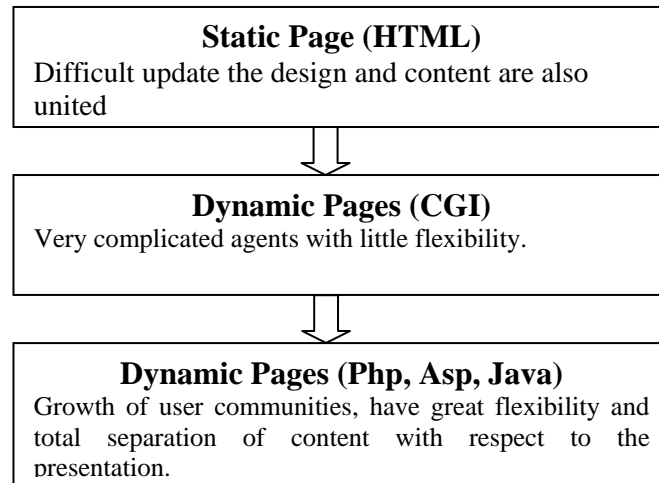 Static Page (HTML)
Difficult update the design and content are also
united
Dynamic Pages (CGI)
Very complicated agents with little flexibility.
Dynamic Pages (Php, Asp, Java)
Growth of user communities, have great flexibility and
total separation of content with respect to the
presentation.